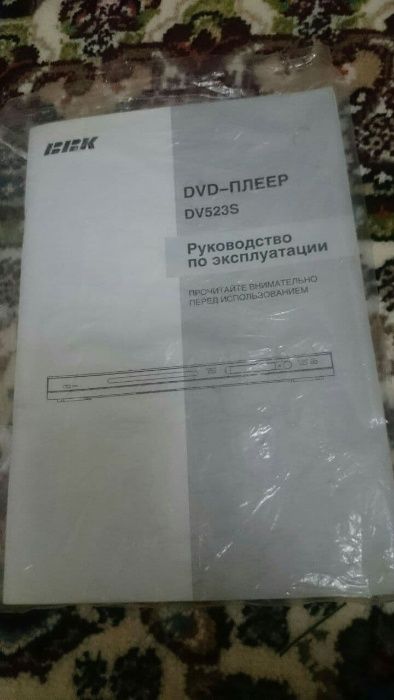 BBK
DVD–ПЛЕЕР
DV523S
Руководство
по эксплуатации
ПРОЧИТАЙТЕ ВНИМАТЕЛЬНО
ПЕРЕД ИСПОЛЬЗОВАНИЕМ